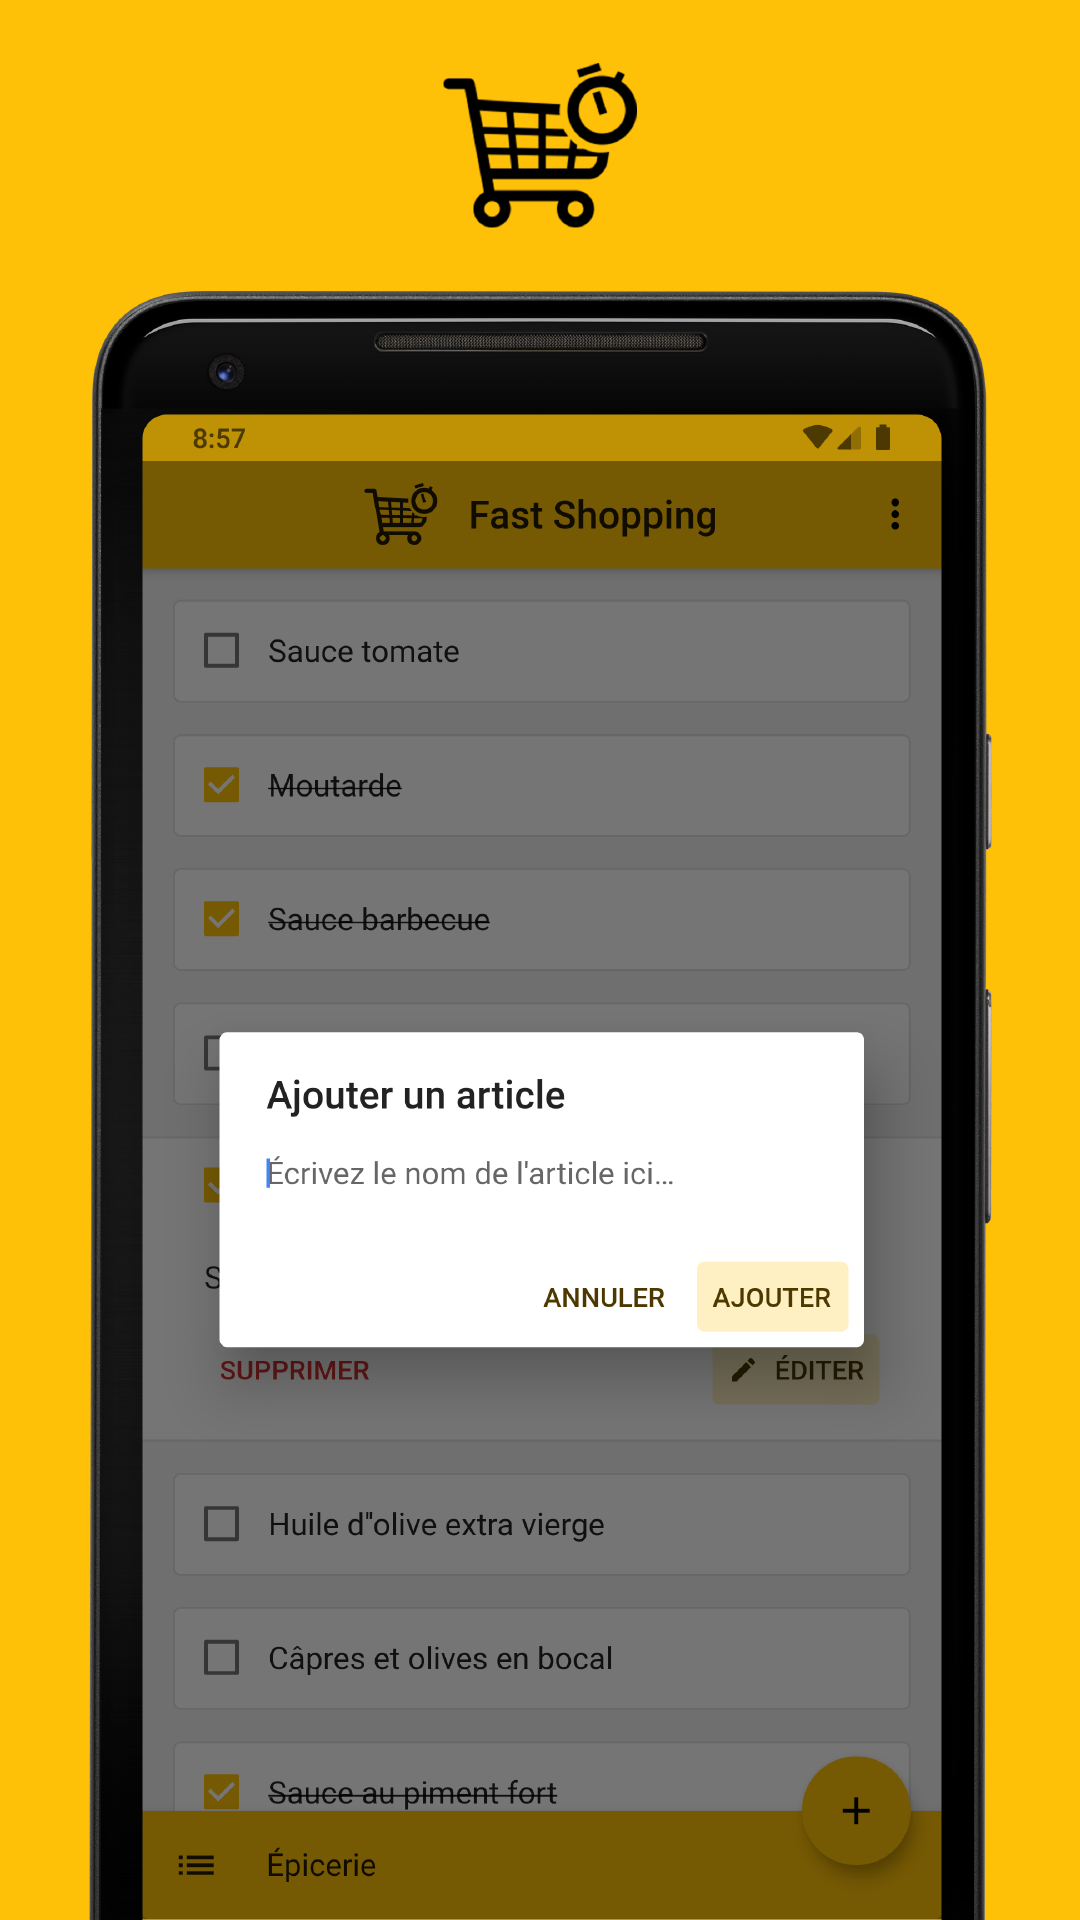 8:57
Fast Shopping
Sauce tomate
Moutarde
Sauce barbecue
Ajouter un article
Écrivez le nom de l'article ici...
S
ANNULER AJOUTER
SUPPRIMER ÉDITER
Huile d"olive extra vierge
Câpres et olives en bocal
Sauce au piment fort
+
Épicerie